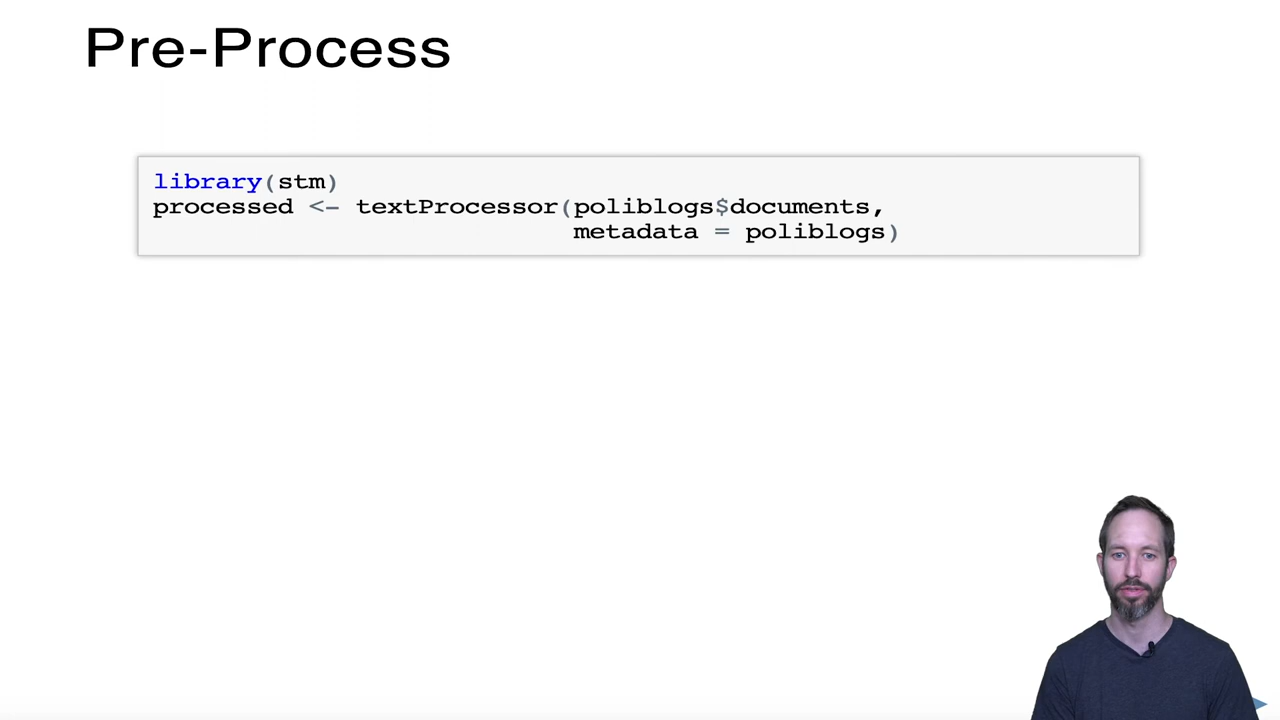 Pre-Process
library(stm)
processed <- textProcessor(poliblogs$documents,
metadata = poliblogs)